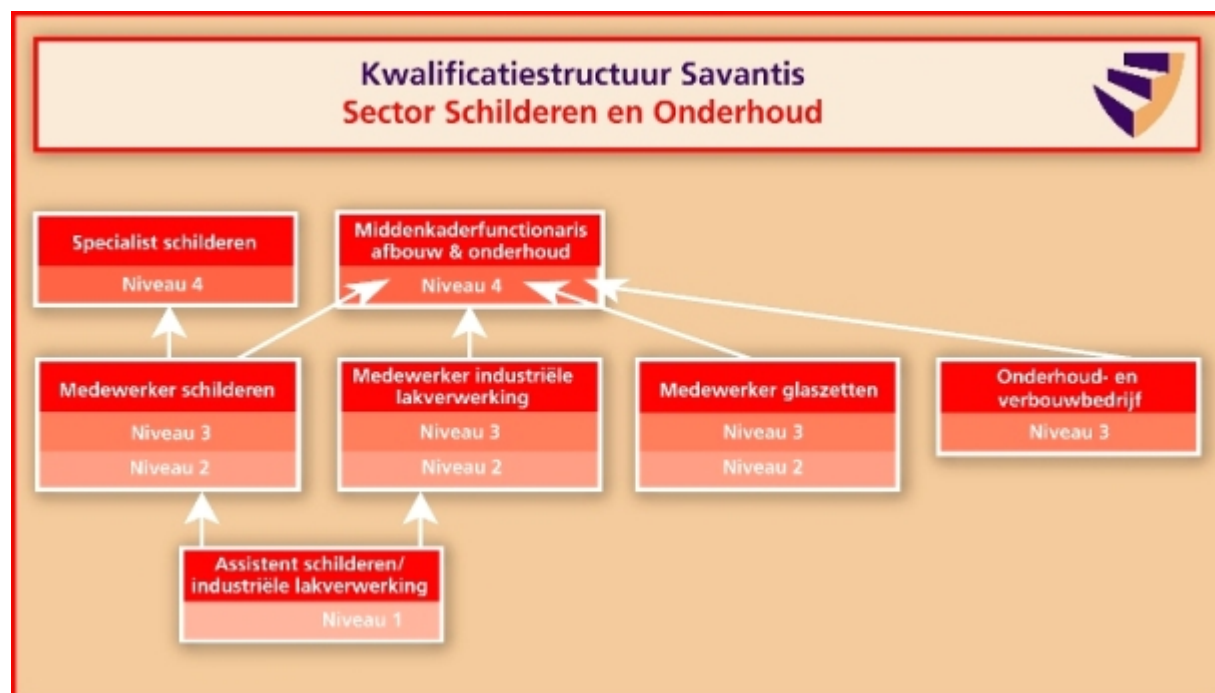 Kwalificatiestructuur Savantis
Sector Schilderen en Onderhoud
Specialist schilderen
Niveau 4
Middenkaderfunctionaris
afbouw & onderhoud
Niveau 4
Medewerker schilderen
Niveau 3
Niveau 2
Medewerker industriële
lakverwerking
Niveau 3
Niveau 2
Medewerker glaszetten
Niveau 3
Niveau 2
Onderhoud- en
verbouwbedrijf
Niveau 3
Assistent schilderen/
industriële lakverwerking
Niveau 1